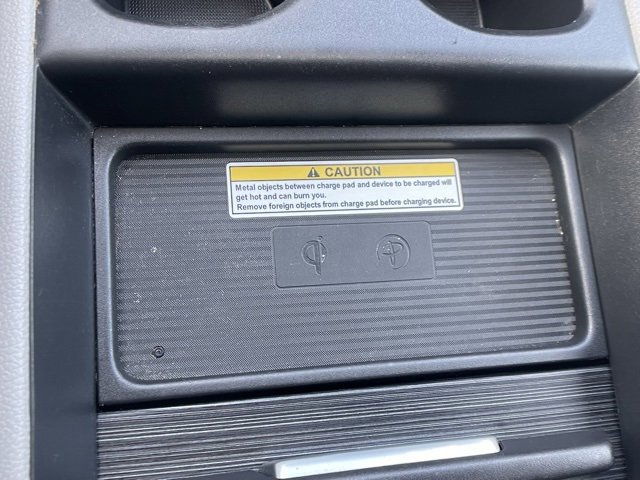 CAUTION
Metal objects between charge pad and device to be charged will
get hot and can burn you.
Remove foreign objects from charge pad before charging device.